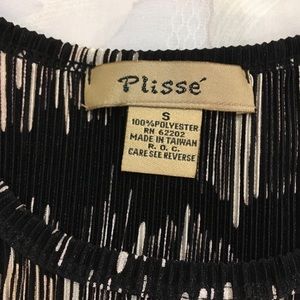 Plissé
S
100% POLYESTER
RN 62202
MADE IN TAIWAN
R. O. C.
CARE SEE REVERSE